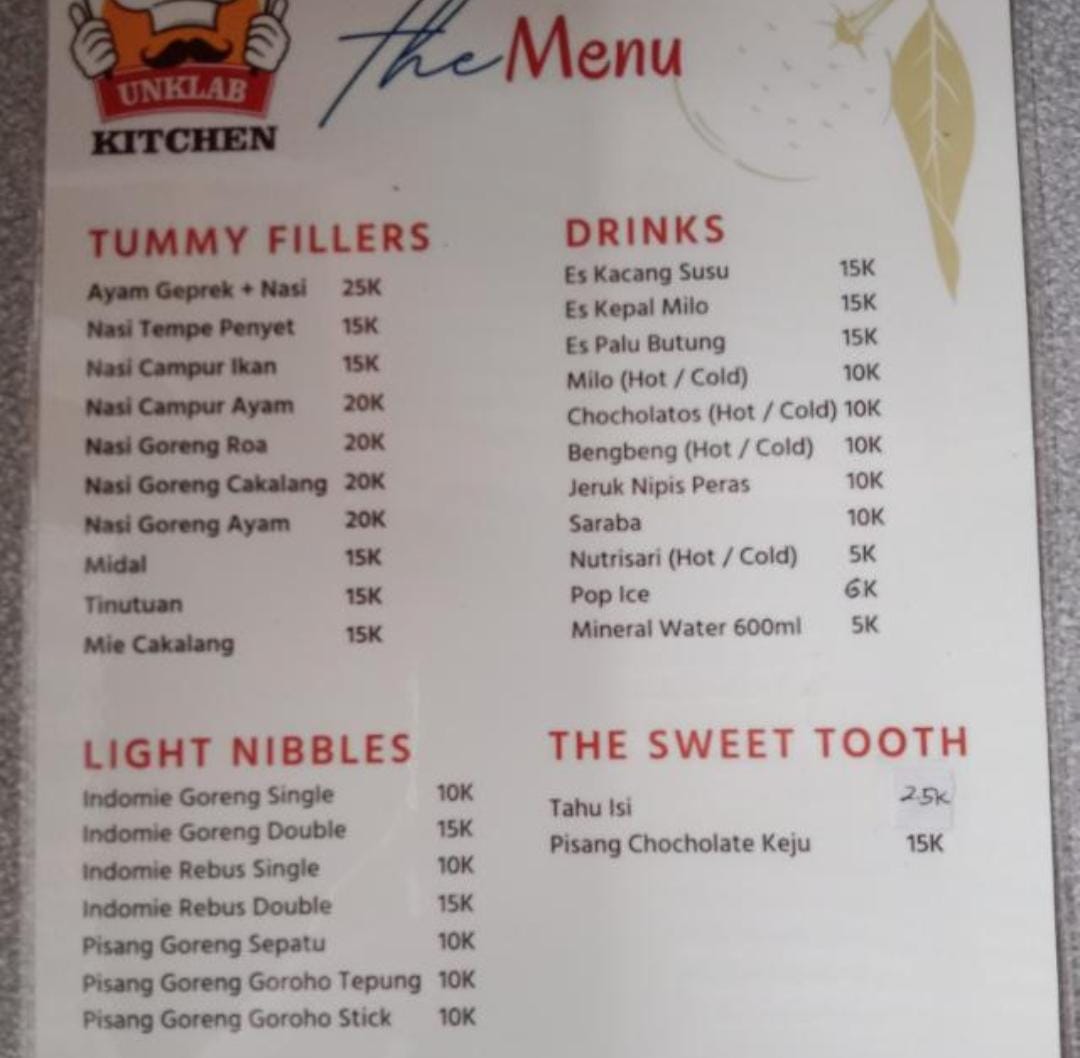 UNKLAB
KITCHEN
the Menu
TUMMY FILLERS
Ayam Geprek + Nasi 25K
Nasi Tempe Penyet 15K
Nasi Campur Ikan 15K
Nasi Campur Ayam 20K
Nasi Goreng Roa 20K
Nasi Goreng Cakalang 20K
Nasi Goreng Ayam 20K
Midal 15K
Tinutuan 15K
Mie Cakalang 15K
DRINKS
Es Kacang Susu 15K
Es Kepal Milo 15K
Es Palu Butung 15K
Milo (Hot / Cold) 10K
Chocholatos (Hot / Cold) 10K
Bengbeng (Hot / Cold) 10K
Jeruk Nipis Peras 10K
Saraba 10K
Nutrisari (Hot / Cold) 5K
Pop Ice 6K
Mineral Water 600ml 5K
LIGHT NIBBLES
Indomie Goreng Single 10K
Indomie Goreng Double 15K
Indomie Rebus Single 10K
Indomie Rebus Double 15K
Pisang Goreng Sepatu 10K
Pisang Goreng Goroho Tepung 10K
Pisang Goreng Goroho Stick 10K
THE SWEET TOOTH
Tahu Isi 2.5K
Pisang Chocholate Keju 15K